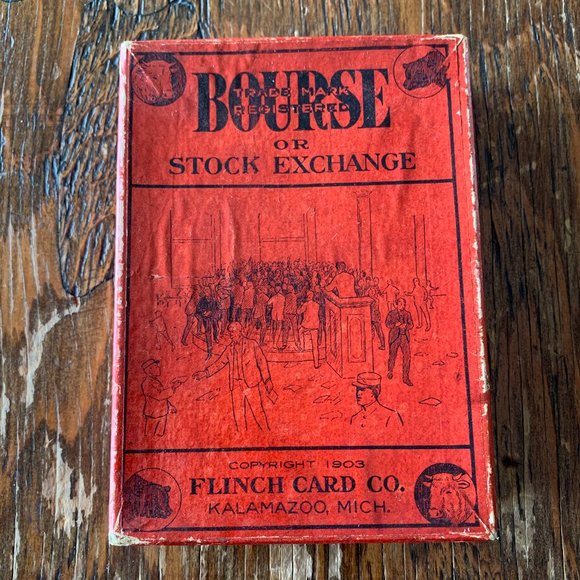 BOURSE
TRADE MARK
REGISTERED
OR
STOCK EXCHANGE
COPYRIGHT 1903
FLINCH CARD CO.
KALAMAZOO, MICH.